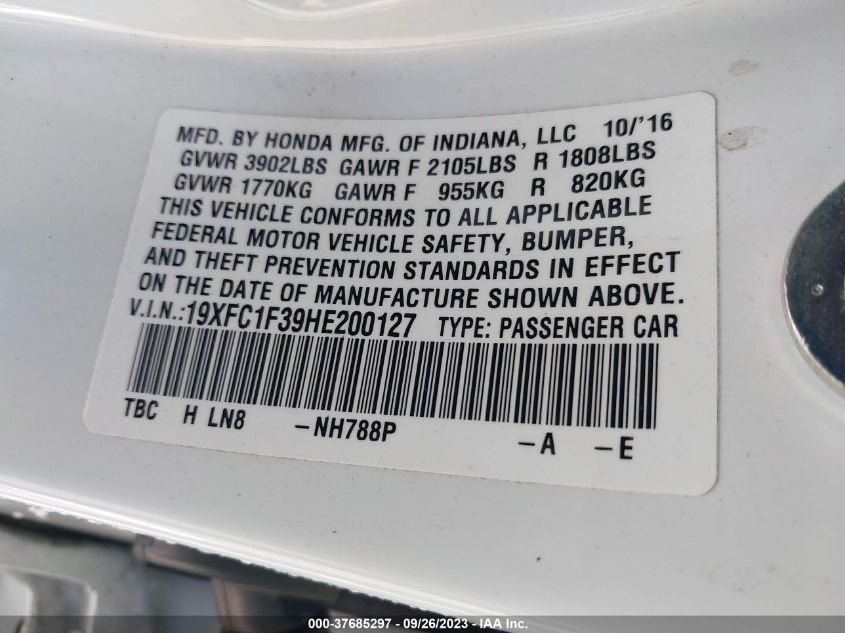 MFD. BY HONDA MFG. OF INDIANA, LLC 10/'16
GVWR 3902LBS GAWR F 2105LBS R 1808LBS
GVWR 1770KG GAWR F 955KG R 820KG
THIS VEHICLE CONFORMS TO ALL APPLICABLE
FEDERAL MOTOR VEHICLE SAFETY, BUMPER,
AND THEFT PREVENTION STANDARDS IN EFFECT
ON THE DATE OF MANUFACTURE SHOWN ABOVE.
V.I.N.:19XFC1F39HE200127 TYPE: PASSENGER CAR
TBC H LN8 -NH788P -A -E
000-37685297 - 09/26/2023 - IAA Inc.